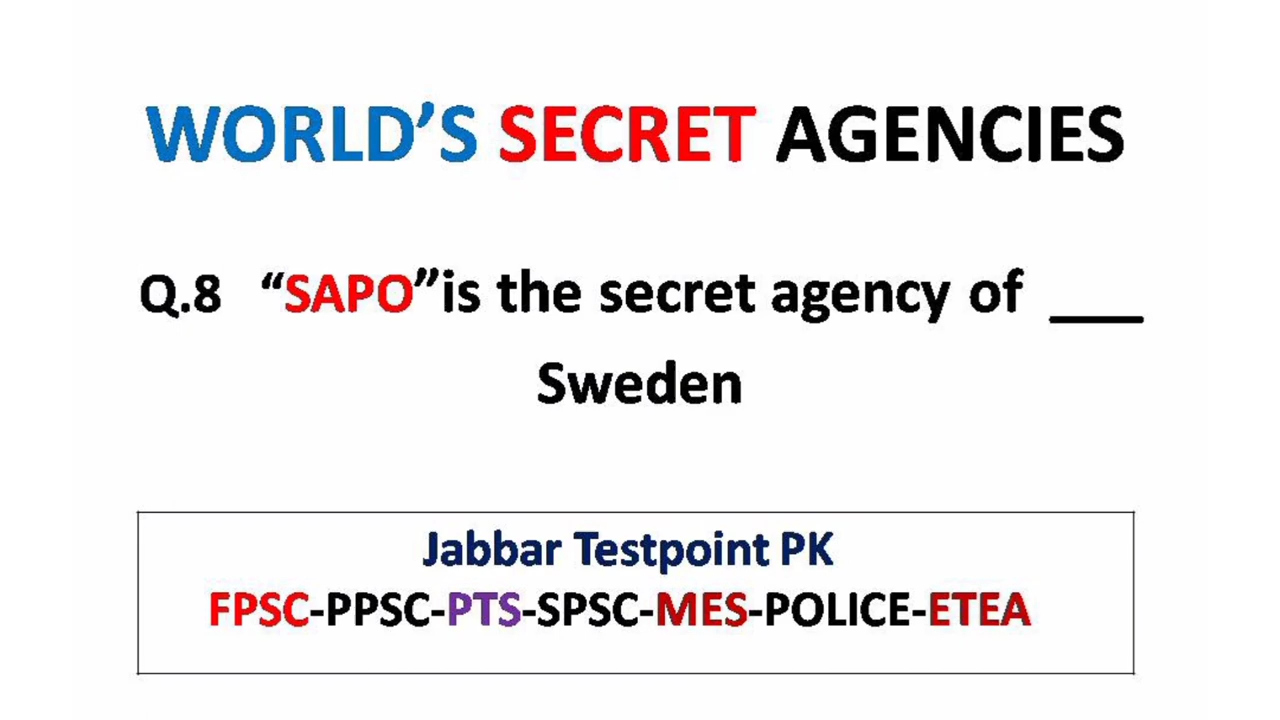 WORLD’S SECRET AGENCIES
Q.8 “SAPO”is the secret agency of ___
Sweden
Jabbar Testpoint PK
FPSC-PPSC-PTS-SPSC-MES-POLICE-ETEA